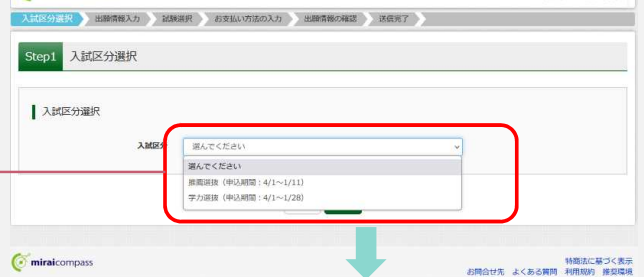 入試区分選択 出願情報入力 試験選択 お支払い方法の入力 出願情報の確認 送信完了
Step1 入試区分選択
入試区分選択
入試区分 選んでください
選んでください
推薦選抜（申込期間：4/1～1/11）
学力選抜（申込期間：4/1～1/28）
miraicompass
特商法に基づく表示
お問合せ先 よくある質問 利用規約 推奨環境